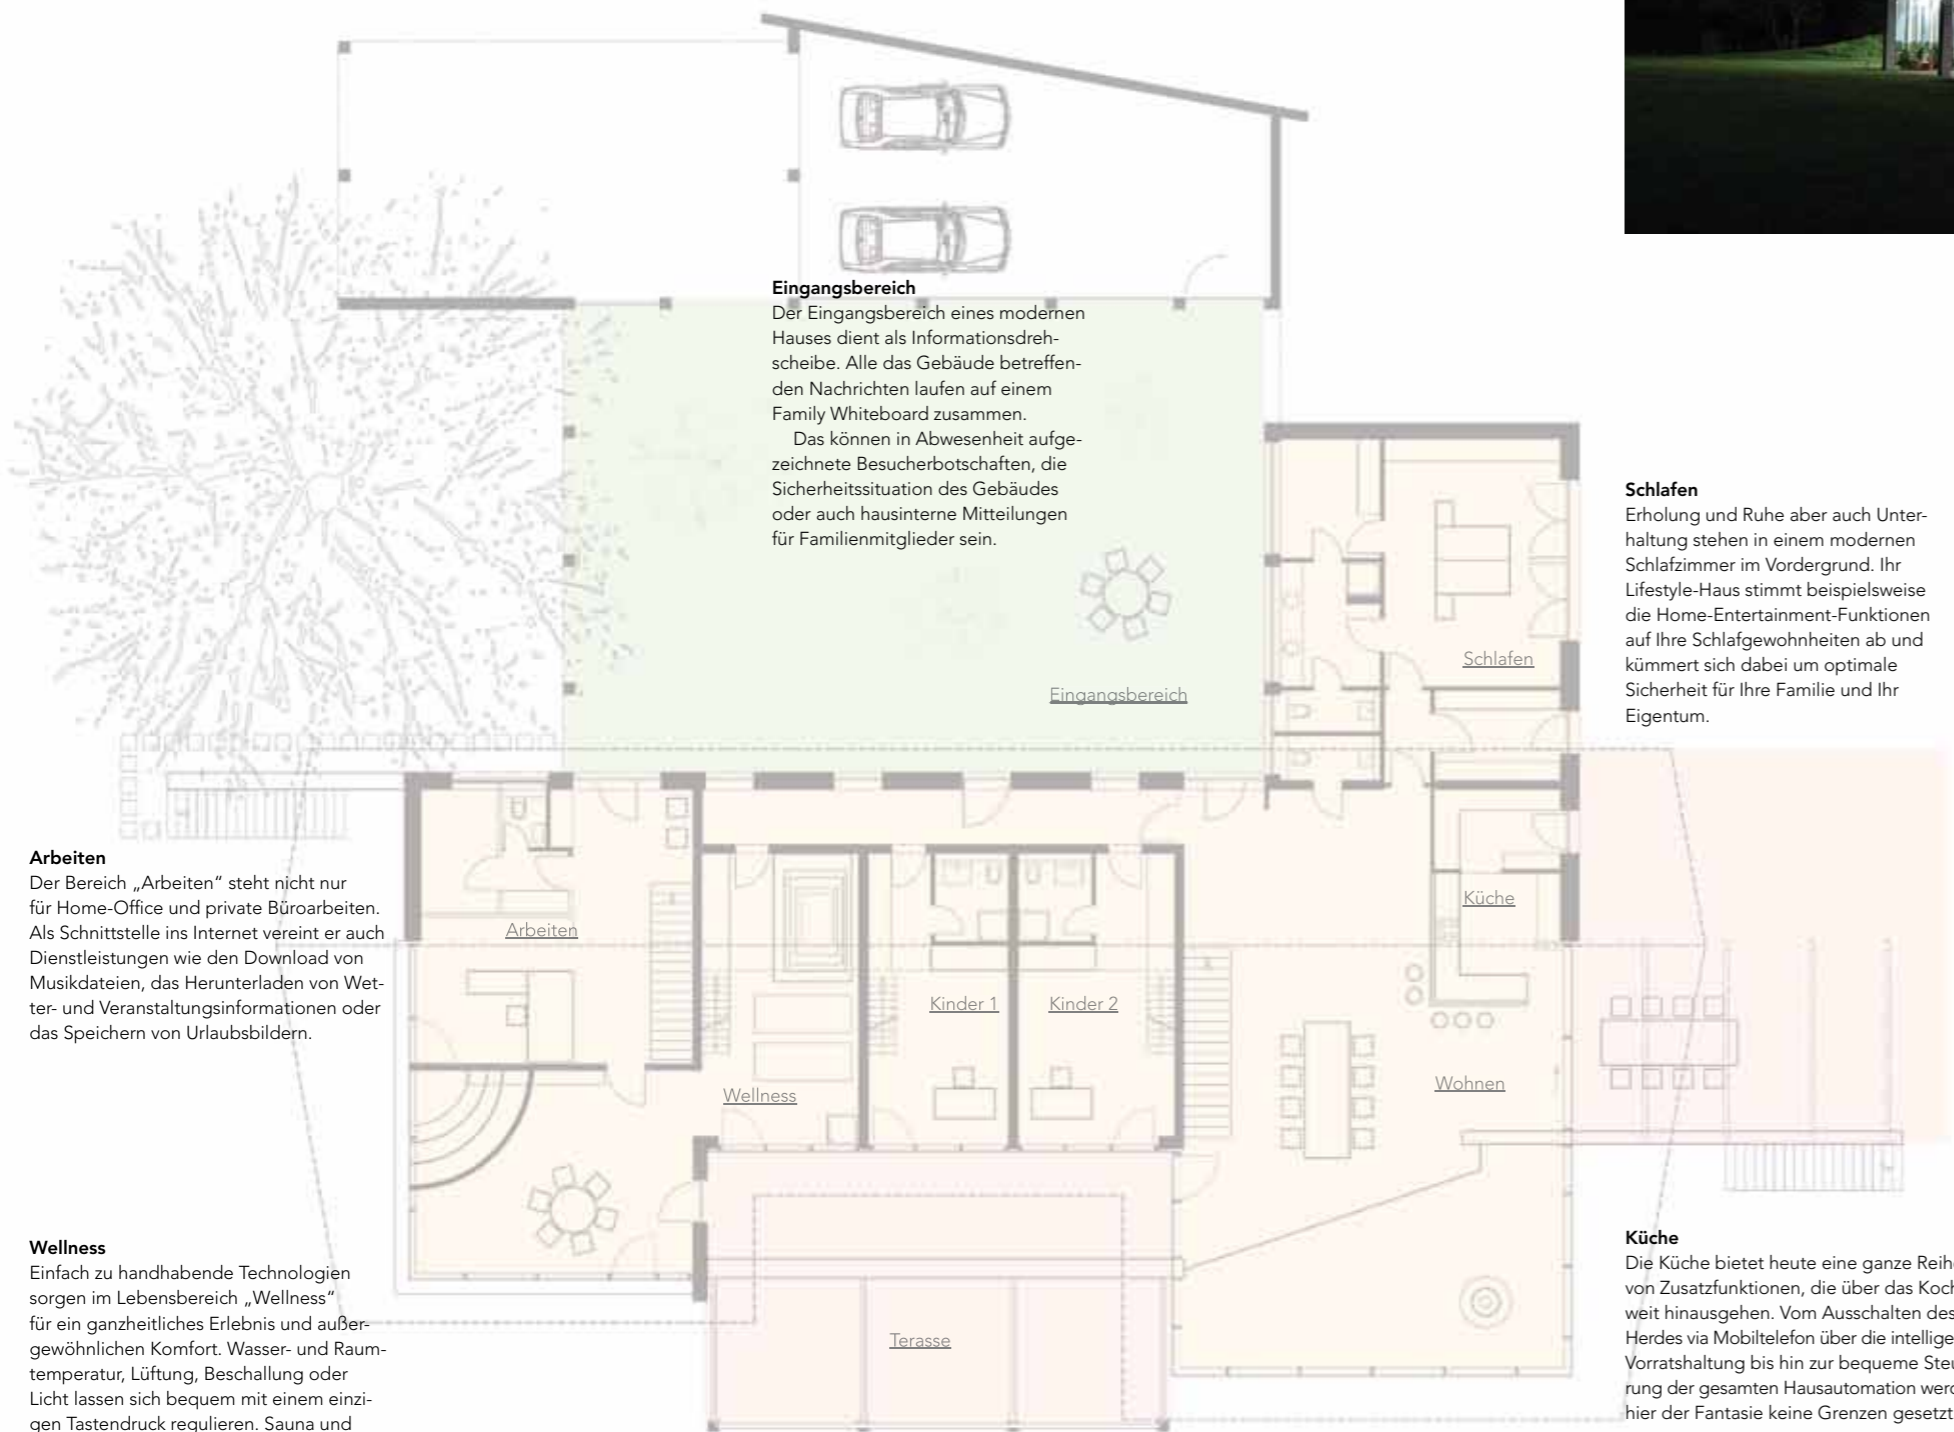 Eingangsbereich
Der Eingangsbereich eines modernen
Hauses dient als Informationsdreh-
scheibe. Alle das Gebäude betreffen-
den Nachrichten laufen auf einem
Family Whiteboard zusammen.
Das können in Abwesenheit aufge-
zeichnete Besucherbotschaften, die
Sicherheitssituation des Gebäudes
oder auch hausinterne Mitteilungen
für Familienmitglieder sein.
Schlafen
Erholung und Ruhe aber auch Unter-
haltung stehen in einem modernen
Schlafzimmer im Vordergrund. Ihr
Lifestyle-Haus stimmt beispielsweise
die Home-Entertainment-Funktionen
auf Ihre Schlafgewohnheiten ab und
kümmert sich dabei um optimale
Sicherheit für Ihre Familie und Ihr
Eigentum.
Schlafen
Eingangsbereich
Arbeiten
Der Bereich „Arbeiten“ steht nicht nur
für Home-Office und private Büroarbeiten.
Als Schnittstelle ins Internet vereint er auch
Dienstleistungen wie den Download von
Musikdateien, das Herunterladen von Wet-
ter- und Veranstaltungsinformationen oder
das Speichern von Urlaubsbildern.
Arbeiten
Küche
Kinder 1
Kinder 2
Wohnen
Wellness
Wellness
Einfach zu handhabende Technologien
sorgen im Lebensbereich „Wellness“
für ein ganzheitliches Erlebnis und außer-
gewöhnlichen Komfort. Wasser- und Raum-
temperatur, Lüftung, Beschallung oder
Licht lassen sich bequem mit einem einzi-
gen Tastendruck regulieren. Sauna und
Terasse
Küche
Die Küche bietet heute eine ganze Reihe
von Zusatzfunktionen, die über das Koch
weit hinausgehen. Vom Ausschalten des
Herdes via Mobiltelefon über die intellige
Vorratshaltung bis hin zur bequeme Steu
rung der gesamten Hausautomation werd
hier der Fantasie keine Grenzen gesetzt